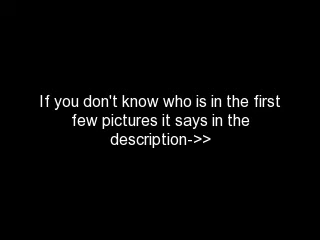 If you don't know who is in the first
few pictures it says in the
description->>